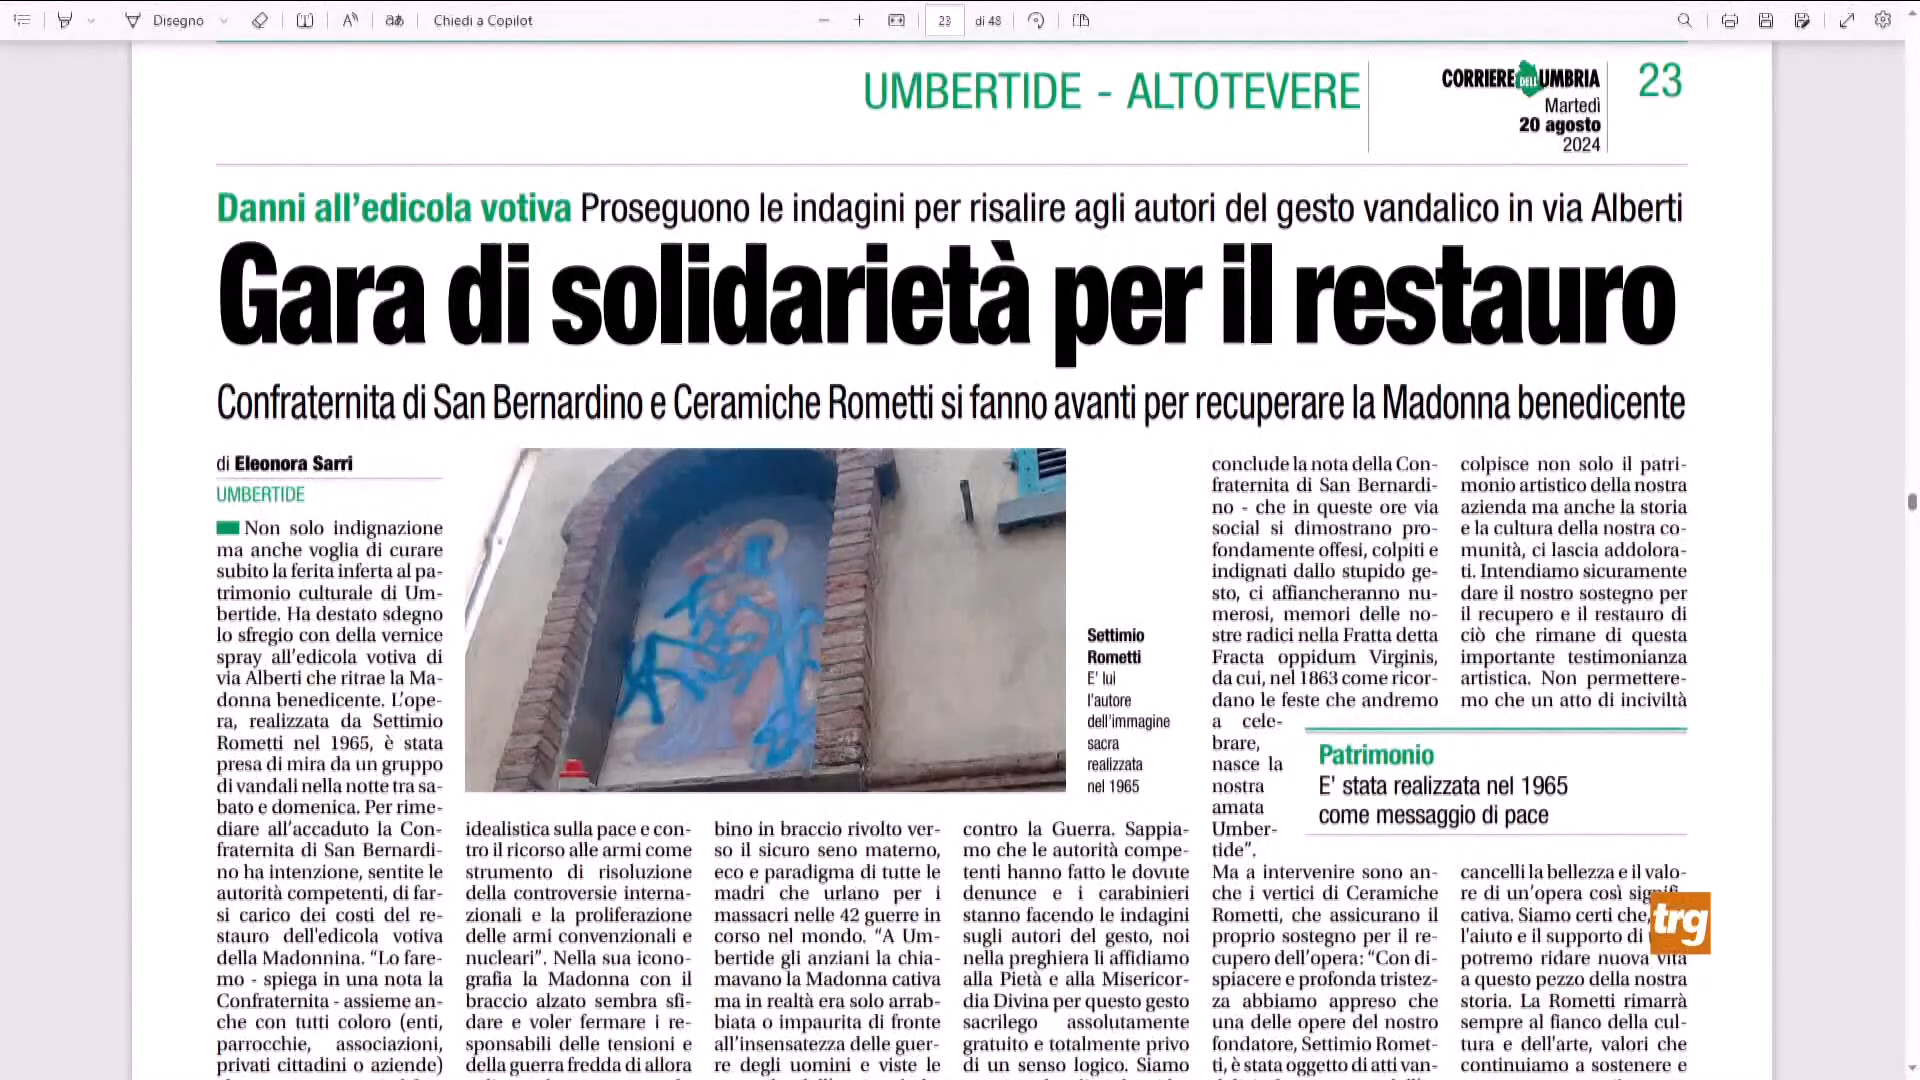 Disegno
Chiedi a Copilot
23
di 48
UMBERTIDE - ALTOTEVERE
CORRIERE DELL'UMBRIA
23
Martedì
20 agosto
2024
Danni all'edicola votiva Proseguono le indagini per risalire agli autori del gesto vandalico in via Alberti
Gara di solidarietà per il restauro
Confraternita di San Bernardino e Ceramiche Rometti si fanno avanti per recuperare la Madonna benedicente
di Eleonora Sarri
UMBERTIDE
Non solo indignazione
ma anche voglia di curare
subito la ferita inferta al pa-
trimonio culturale di Um-
bertide. Ha destato sdegno
lo sfregio con della vernice
spray all'edicola votiva di
via Alberti che ritrae la Ma-
donna benedicente. L'ope-
ra, realizzata da Settimio
Rometti nel 1965, è stata
presa di mira da un gruppo
di vandali nella notte tra sa-
bato e domenica. Per rime-
diare all'accaduto la Con-
fraternita di San Bernardi-
no ha intenzione, sentite le
autorità competenti, di far-
si carico dei costi del re-
stauro dell'edicola votiva
della Madonnina. “Lo fare-
mo - spiega in una nota la
Confraternita - assieme an-
che con tutti coloro (enti,
parrocchie, associazioni,
privati cittadini o aziende)
idealistica sulla pace e con-
tro il ricorso alle armi come
strumento di risoluzione
della controversie interna-
zionali e la proliferazione
delle armi convenzionali e
nucleari”. Nella sua icono-
grafia la Madonna con il
braccio alzato sembra sfi-
dare e voler fermare i re-
sponsabili delle tensioni e
della guerra fredda di allora
bino in braccio rivolto ver-
so il sicuro seno materno,
eco e paradigma di tutte le
madri che urlano per i
massacri nelle 42 guerre in
corso nel mondo. “A Um-
bertide gli anziani la chia-
mavano la Madonna cativa
ma in realtà era solo arrab-
biata o impaurita di fronte
all'insensatezza delle guer-
re degli uomini e viste le
contro la Guerra. Sappia-
mo che le autorità compe-
tenti hanno fatto le dovute
denunce e i carabinieri
stanno facendo le indagini
sugli autori del gesto, noi
nella preghiera li affidiamo
alla Pietà e alla Misericor-
dia Divina per questo gesto
sacrilego assolutamente
gratuito e totalmente privo
di un senso logico. Siamo
Settimio
Rometti
E' lui
l'autore
dell'immagine
sacra
realizzata
nel 1965
conclude la nota della Con-
fraternita di San Bernardi-
no - che in queste ore via
social si dimostrano pro-
fondamente offesi, colpiti e
indignati dallo stupido ge-
sto, ci affiancheranno nu-
merosi, memori delle no-
stre radici nella Fratta detta
Fracta oppidum Virginis,
da cui, nel 1863 come ricor-
dano le feste che andremo
a cele-
brare,
nasce la
nostra
amata
Umber-
tide”.
Ma a intervenire sono an-
che i vertici di Ceramiche
Rometti, che assicurano il
proprio sostegno per il re-
cupero dell'opera: “Con di-
spiacere e profonda tristez-
za abbiamo appreso che
una delle opere del nostro
fondatore, Settimio Romet-
ti, è stata oggetto di atti van-
colpisce non solo il patri-
monio artistico della nostra
azienda ma anche la storia
e la cultura della nostra co-
munità, ci lascia addolora-
ti. Intendiamo sicuramente
dare il nostro sostegno per
il recupero e il restauro di
ciò che rimane di questa
importante testimonianza
artistica. Non permettere-
mo che un atto di inciviltà
Patrimonio
E' stata realizzata nel 1965
come messaggio di pace
cancelli la bellezza e il valo-
re di un'opera così signifi-
cativa. Siamo certi che,
l'aiuto e il supporto di
potremo ridare nuova vita
a questo pezzo della nostra
storia. La Rometti rimarrà
sempre al fianco della cul-
tura e dell'arte, valori che
continuiamo a sostenere e
trg